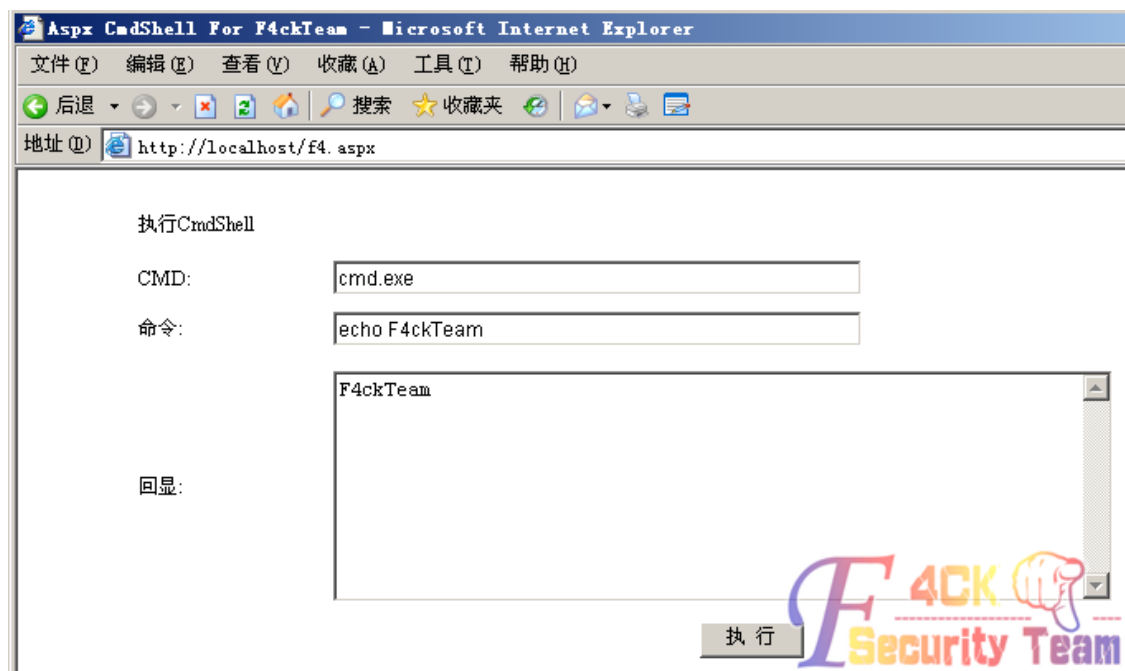 Aspx CmdShell For F4ckTeam - Microsoft Internet Explorer
文件(F) 编辑(E) 查看(V) 收藏(A) 工具(T) 帮助(H)
后退 搜索 收藏夹
地址(D) http://localhost/f4.aspx
执行CmdShell
CMD: cmd.exe
命令: echo F4ckTeam
F4ckTeam
回显:
执 行
F4CK
Security Team